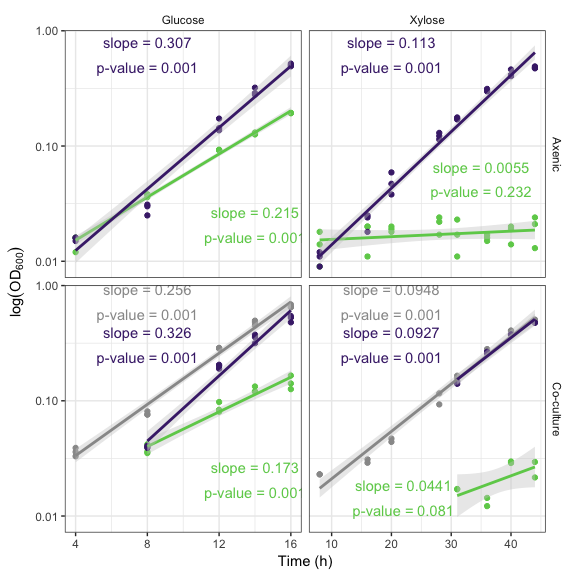 Glucose
Xylose
1.00
slope = 0.307
p-value = 0.001
slope = 0.113
p-value = 0.001
Axenic
0.10
slope = 0.0055
p-value = 0.232
slope = 0.215
p-value = 0.001
0.01
log(OD600)
1.00
slope = 0.256
p-value = 0.001
slope = 0.326
p-value = 0.001
slope = 0.0948
p-value = 0.001
slope = 0.0927
p-value = 0.001
Co-culture
0.10
slope = 0.173
p-value = 0.001
slope = 0.0441
p-value = 0.081
0.01
4 8 12 16 10 20 30 40
Time (h)